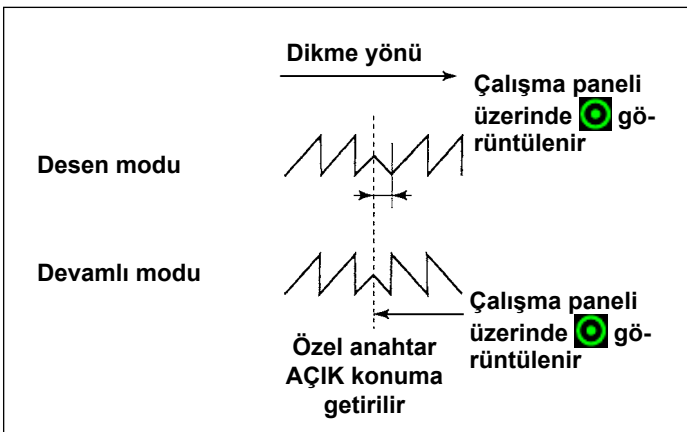 Dikme yönü
Çalışma paneli
üzerinde gö-
rüntülenir
Desen modu
Devamlı modu
Çalışma paneli
üzerinde gö-
rüntülenir
Özel anahtar
AÇIK konuma
getirilir